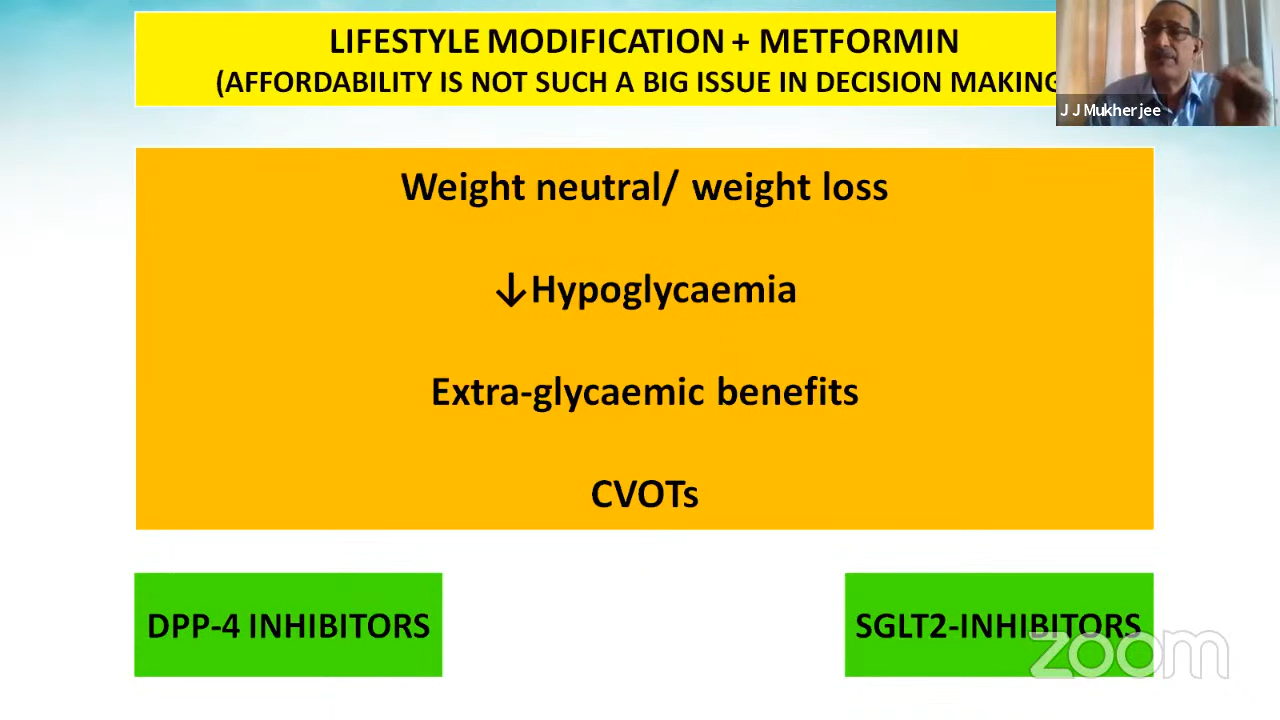 LIFESTYLE MODIFICATION + METFORMIN
(AFFORDABILITY IS NOT SUCH A BIG ISSUE IN DECISION MAKING
J J Mukherjee
Weight neutral/ weight loss
↓Hypoglycaemia
Extra-glycaemic benefits
CVOTs
DPP-4 INHIBITORS
SGLT2-INHIBITORS
zoom